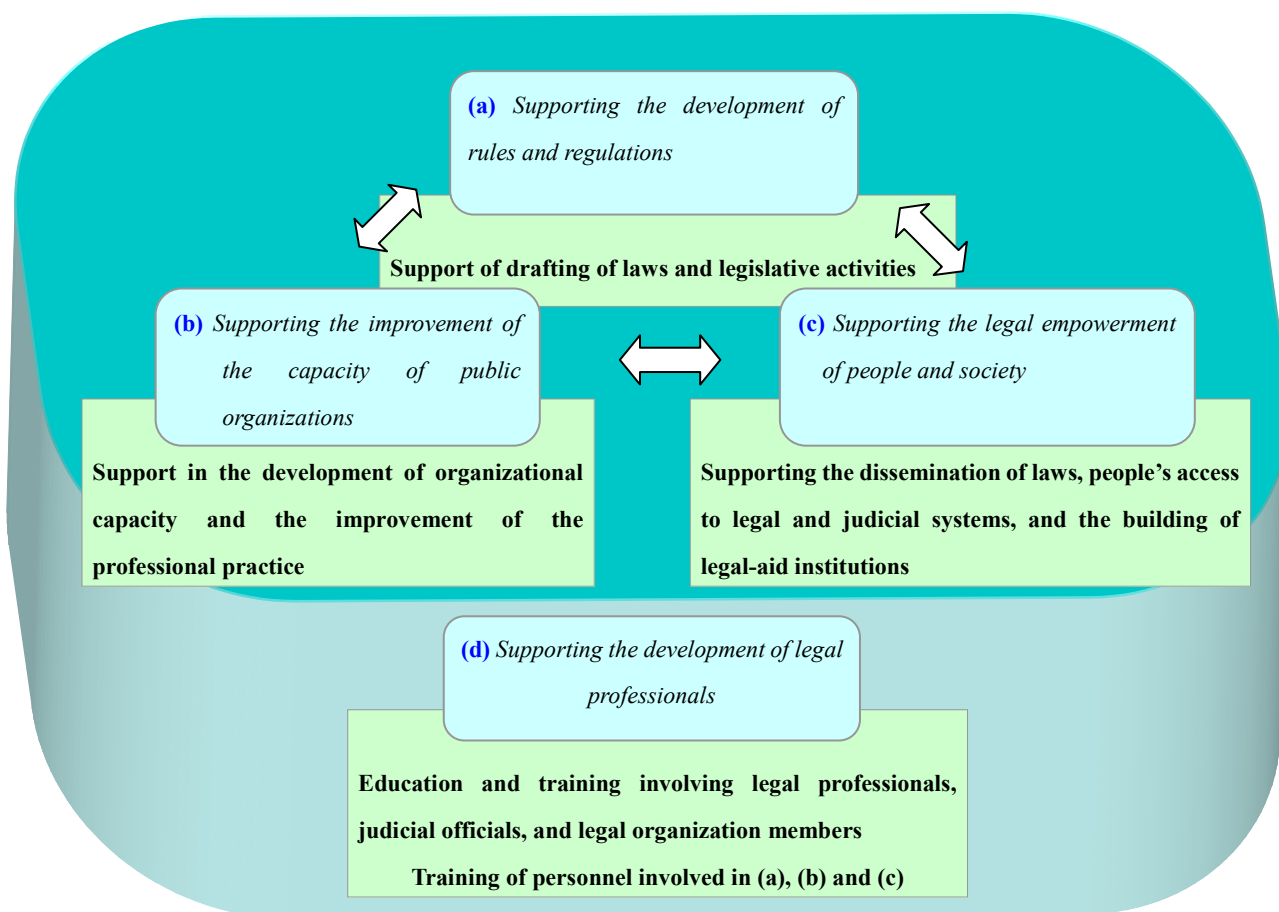 (a) Supporting the development of
rules and regulations
Support of drafting of laws and legislative activities
(b) Supporting the improvement of
the capacity of public
organizations
Support in the development of organizational
capacity and the improvement of the
professional practice
(c) Supporting the legal empowerment
of people and society
Supporting the dissemination of laws, people’s access
to legal and judicial systems, and the building of
legal-aid institutions
(d) Supporting the development of legal
professionals
Education and training involving legal professionals,
judicial officials, and legal organization members
Training of personnel involved in (a), (b) and (c)